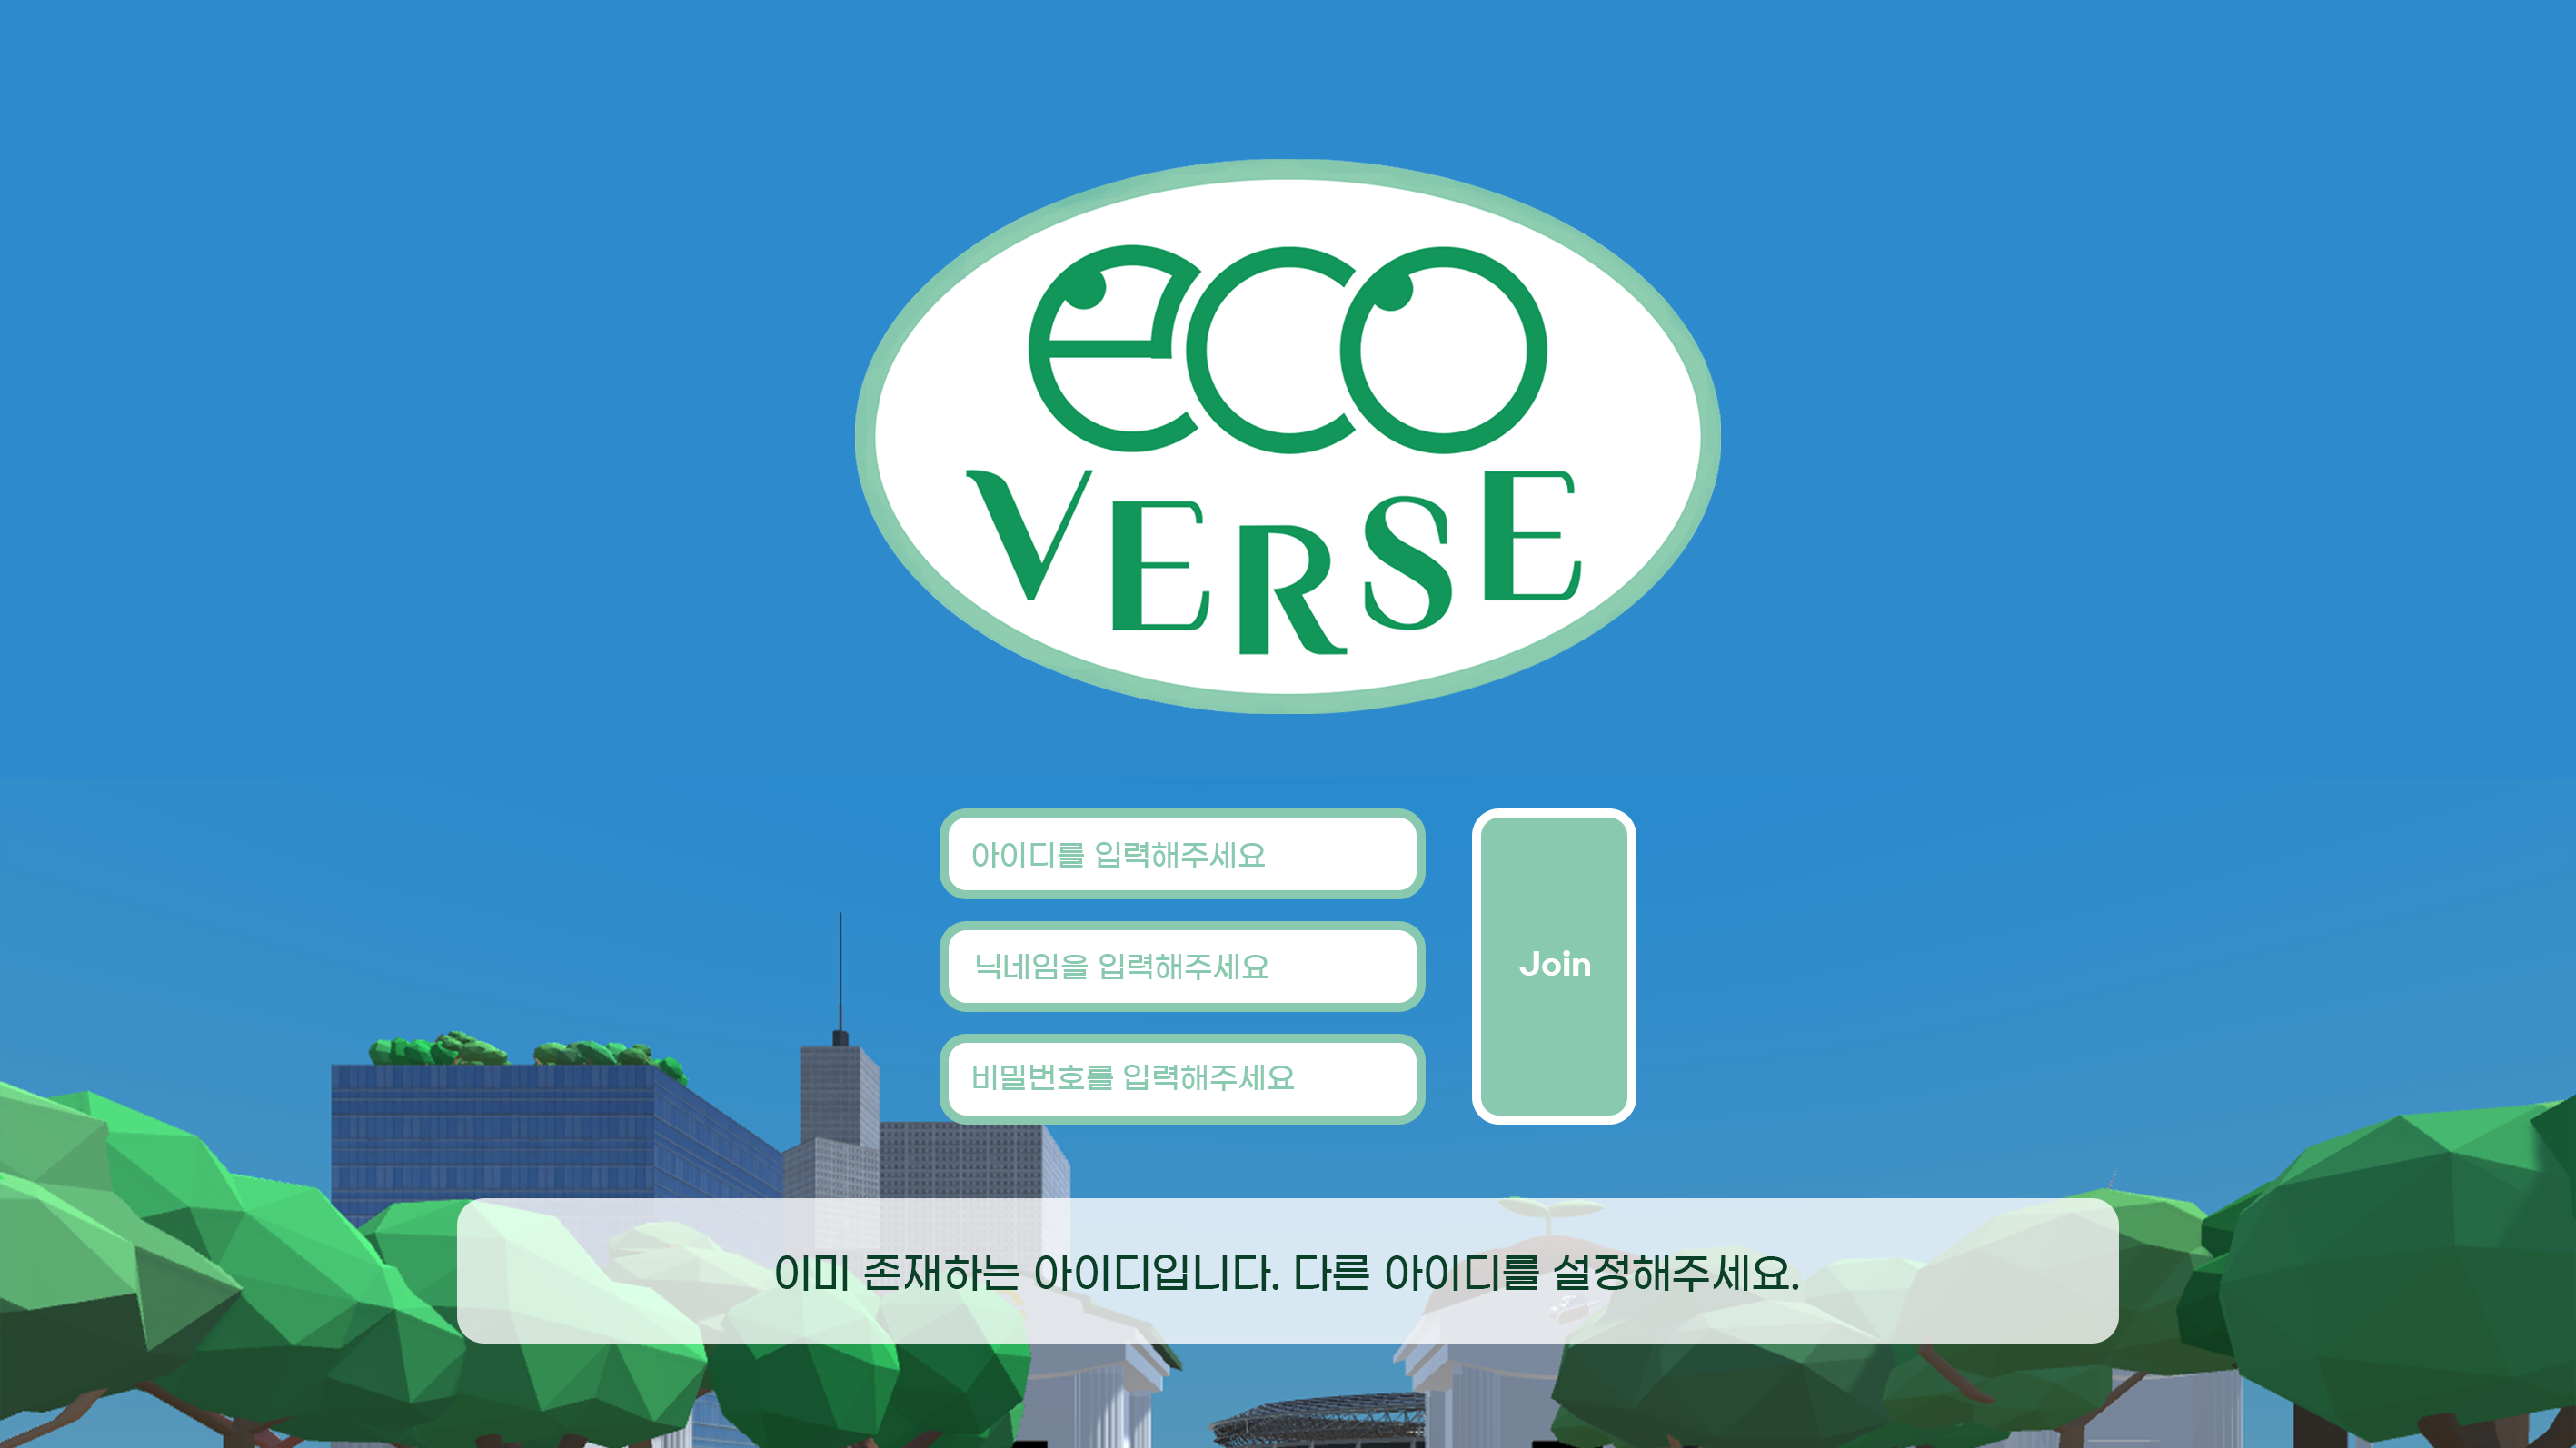 eco
VERSE
아이디를 입력해주세요
닉네임을 입력해주세요
Join
비밀번호를 입력해주세요
이미 존재하는 아이디입니다. 다른 아이디를 설정해주세요.